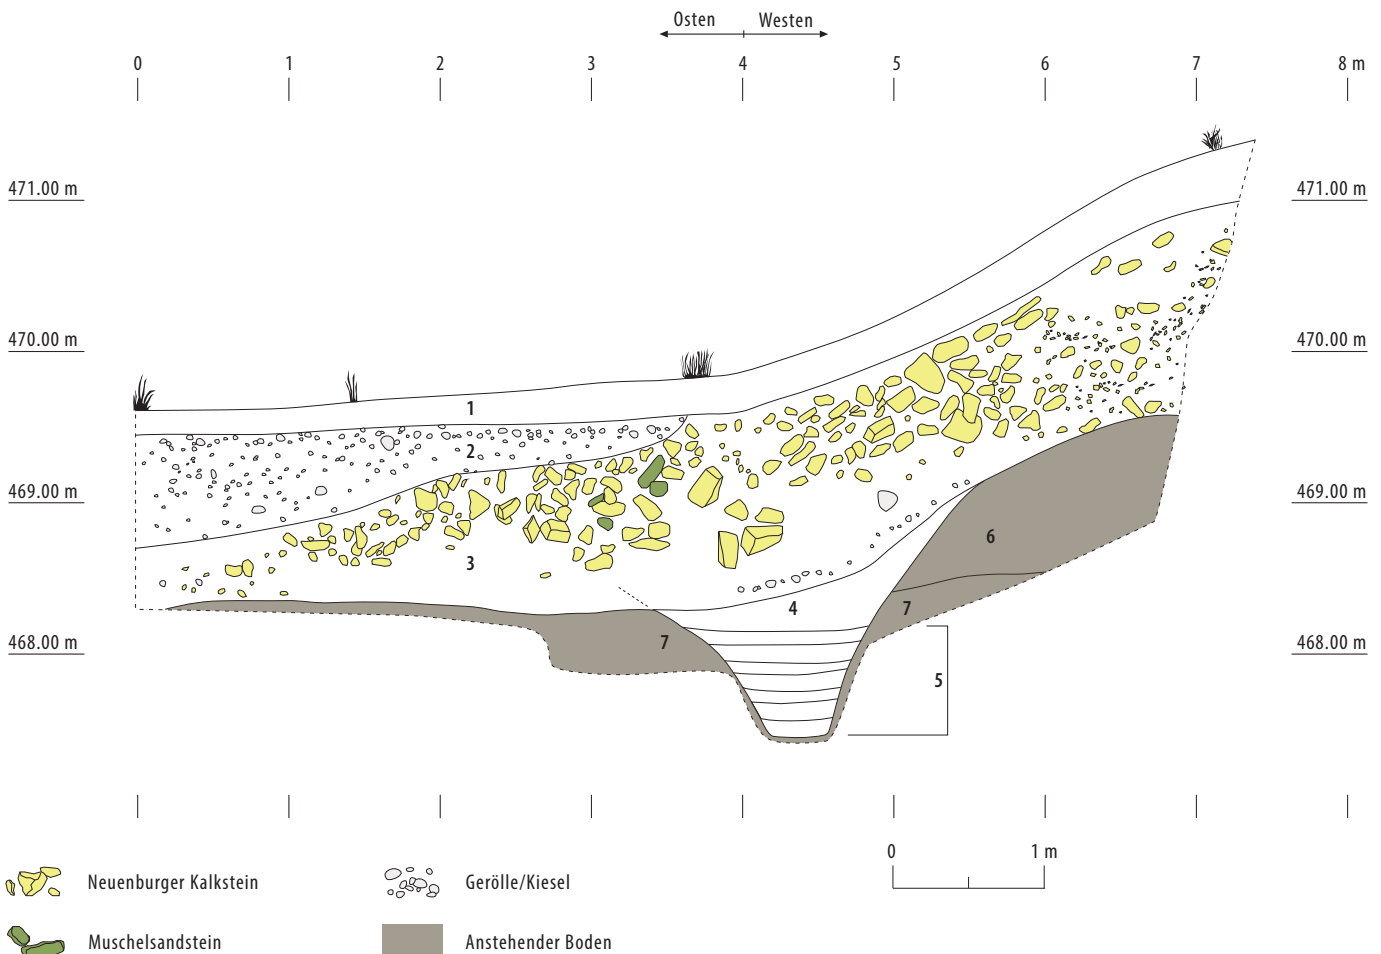 Osten Westen
0 1 2 3 4 5 6 7 8 m
471.00 m 471.00 m
470.00 m 470.00 m
1
2
469.00 m 469.00 m
6
3
4 7
468.00 m 7 468.00 m
5
0 1 m
Neuenburger Kalkstein Gerölle/Kiesel
Muschelsandstein Anstehender Boden